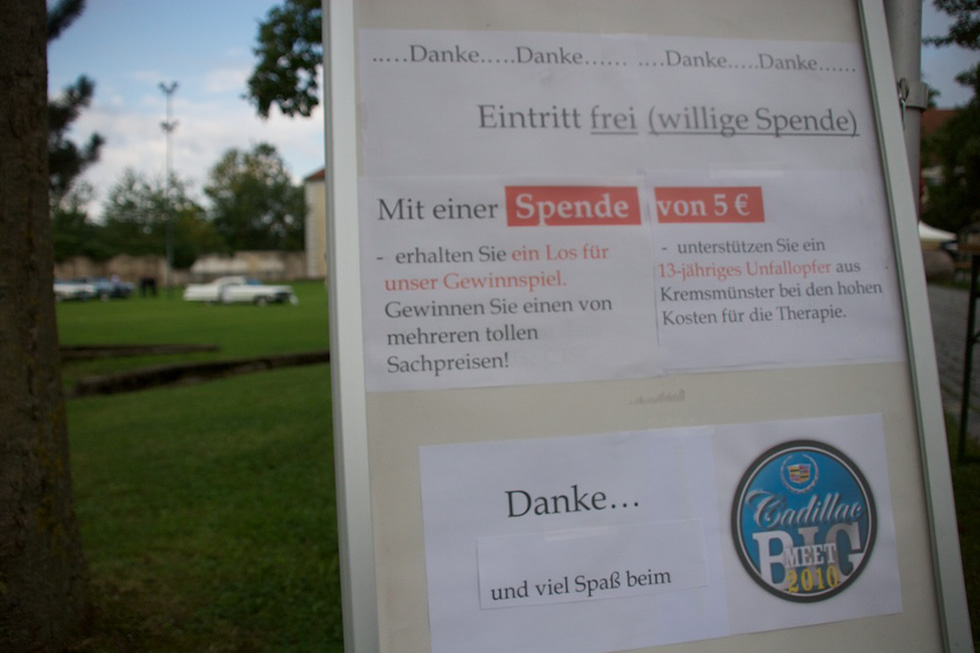 .....Danke.....Danke...... ....Danke.....Danke......
Eintritt frei (willige Spende)
Mit einer Spende von 5 €
- erhalten Sie ein Los für
unser Gewinnspiel.
Gewinnen Sie einen von
mehreren tollen
Sachpreisen!
- unterstützen Sie ein
13-jähriges Unfallopfer aus
Kremsmünster bei den hohen
Kosten für die Therapie.
Danke...
und viel Spaß beim
Cadillac
BIG
MEET
2010